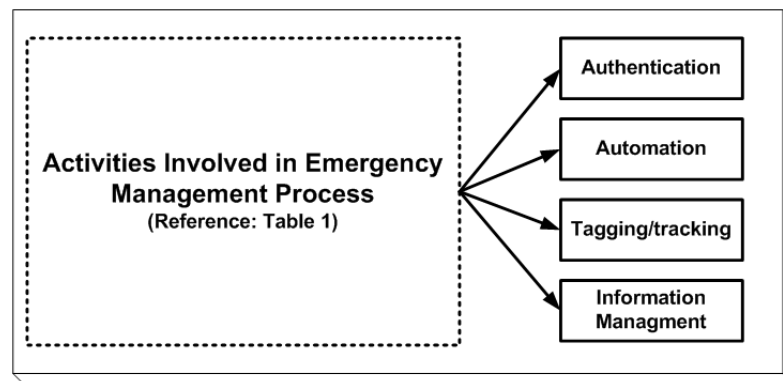 Activities Involved in Emergency
Management Process
(Reference: Table 1)
Authentication
Automation
Tagging/tracking
Information
Managment